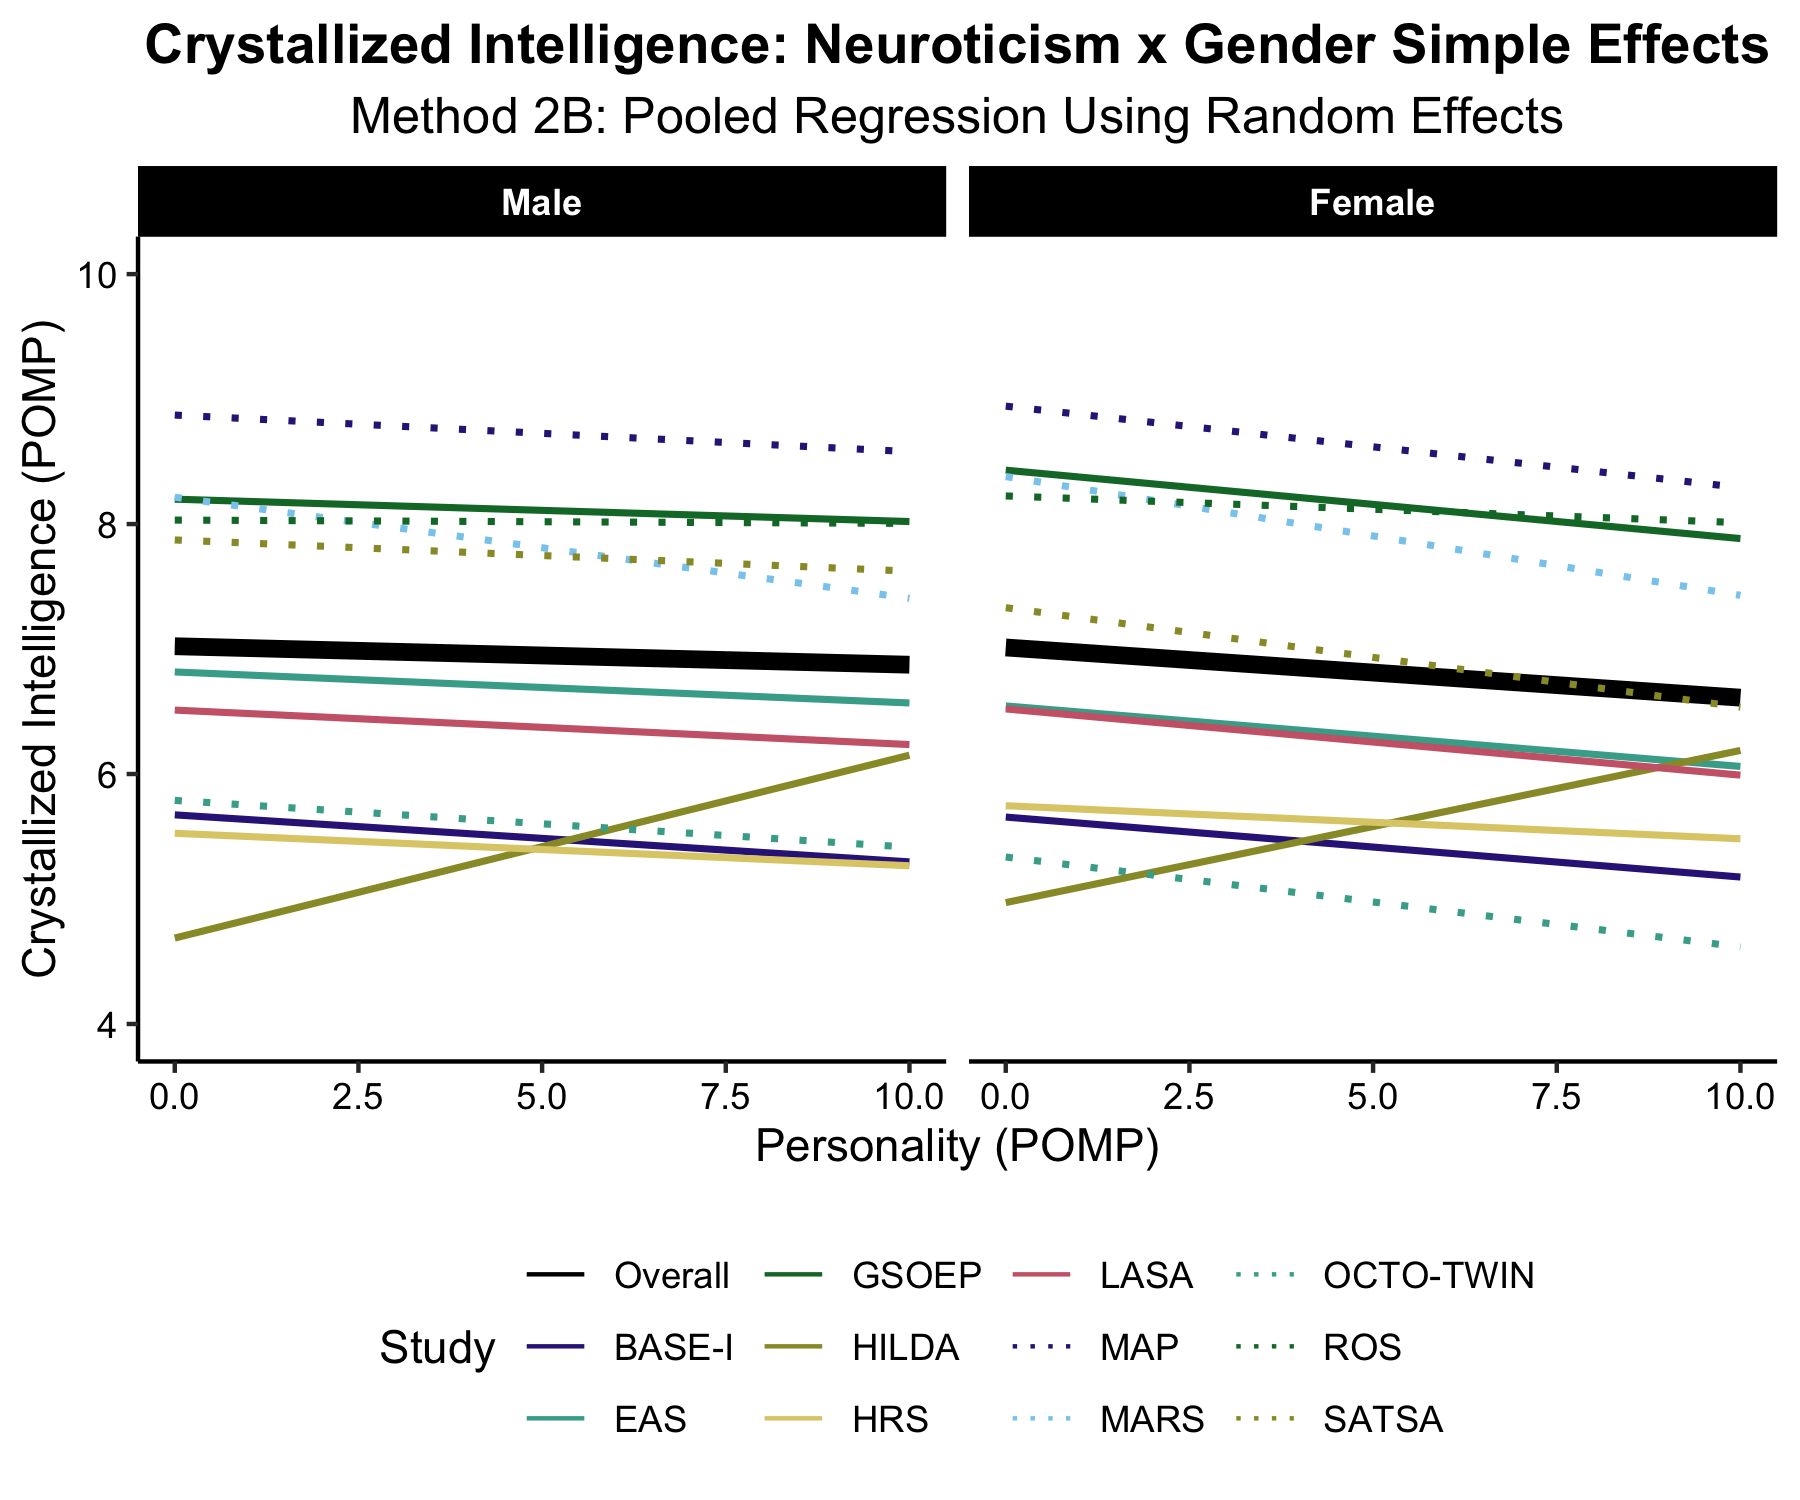 Crystallized Intelligence: Neuroticism x Gender Simple Effects
Method 2B: Pooled Regression Using Random Effects
Male Female
Crystallized Intelligence (POMP)
10
8
6
4
0.0 2.5 5.0 7.5 10.0 0.0 2.5 5.0 7.5 10.0
Personality (POMP)
Study
Overall GSOEP LASA OCTO-TWIN
BASE-I HILDA MAP ROS
EAS HRS MARS SATSA